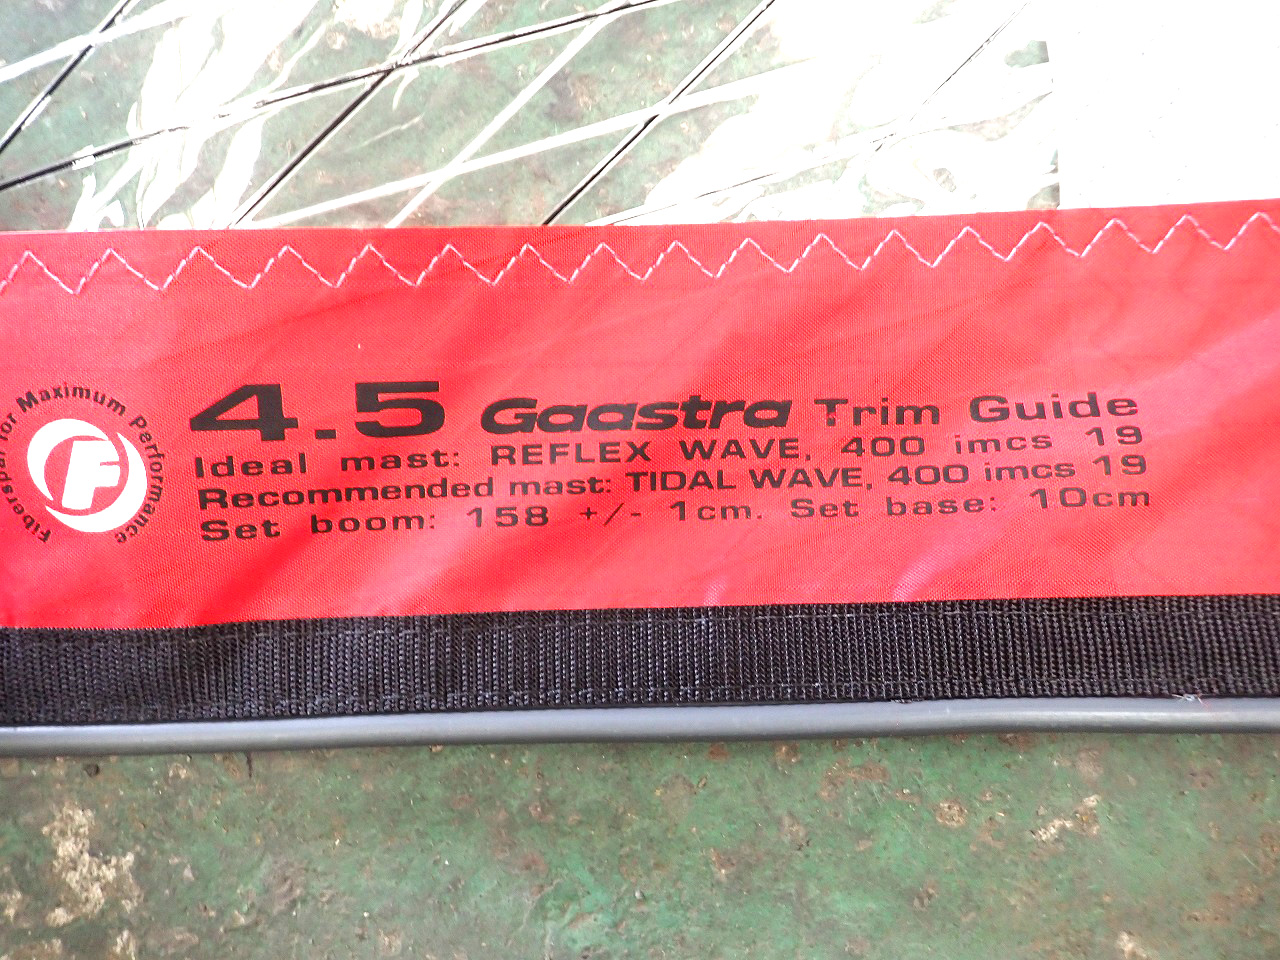 Fiberspar for Maximum Performance
F
4.5 Gaastra Trim Guide
Ideal mast: REFLEX WAVE, 400 imcs 19
Recommended mast: TIDAL WAVE, 400 imcs 19
Set boom: 158 +/- 1cm. Set base: 10cm